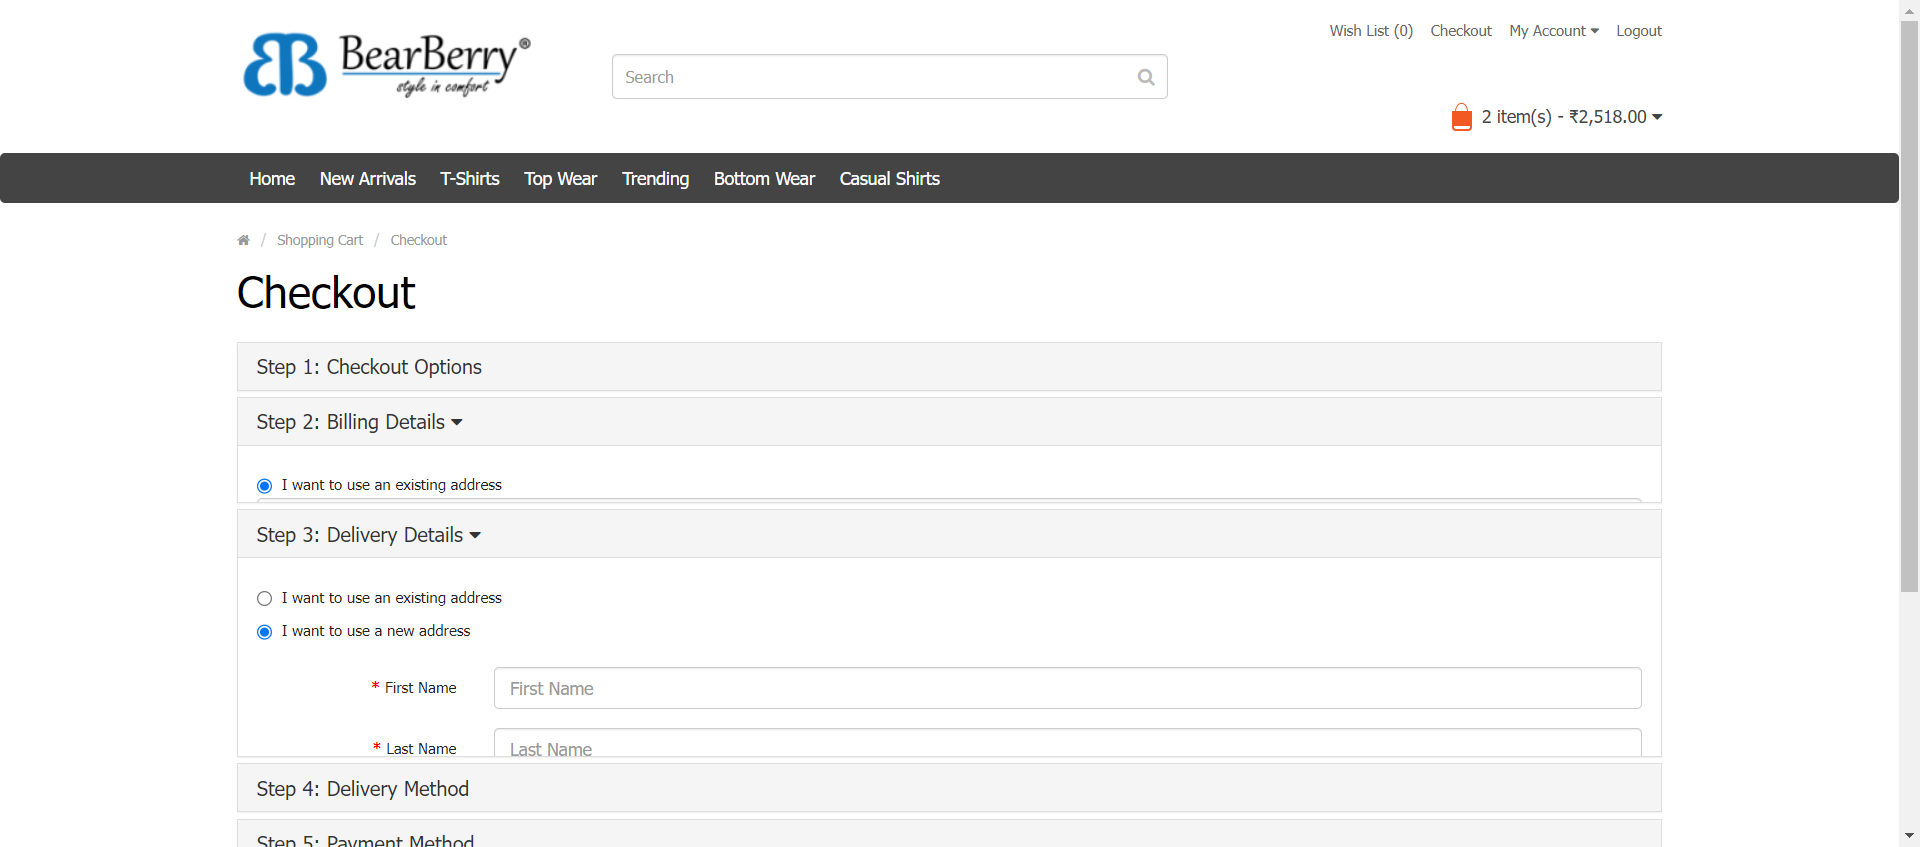 Wish List (0) Checkout My Account Logout
BearBerry®
style in comfort
Search
2 item(s) - ₹2,518.00
Home New Arrivals T-Shirts Top Wear Trending Bottom Wear Casual Shirts
/ Shopping Cart / Checkout
Checkout
Step 1: Checkout Options
Step 2: Billing Details
I want to use an existing address
Step 3: Delivery Details
I want to use an existing address
I want to use a new address
* First Name First Name
* Last Name Last Name
Step 4: Delivery Method
Step 5: Payment Method